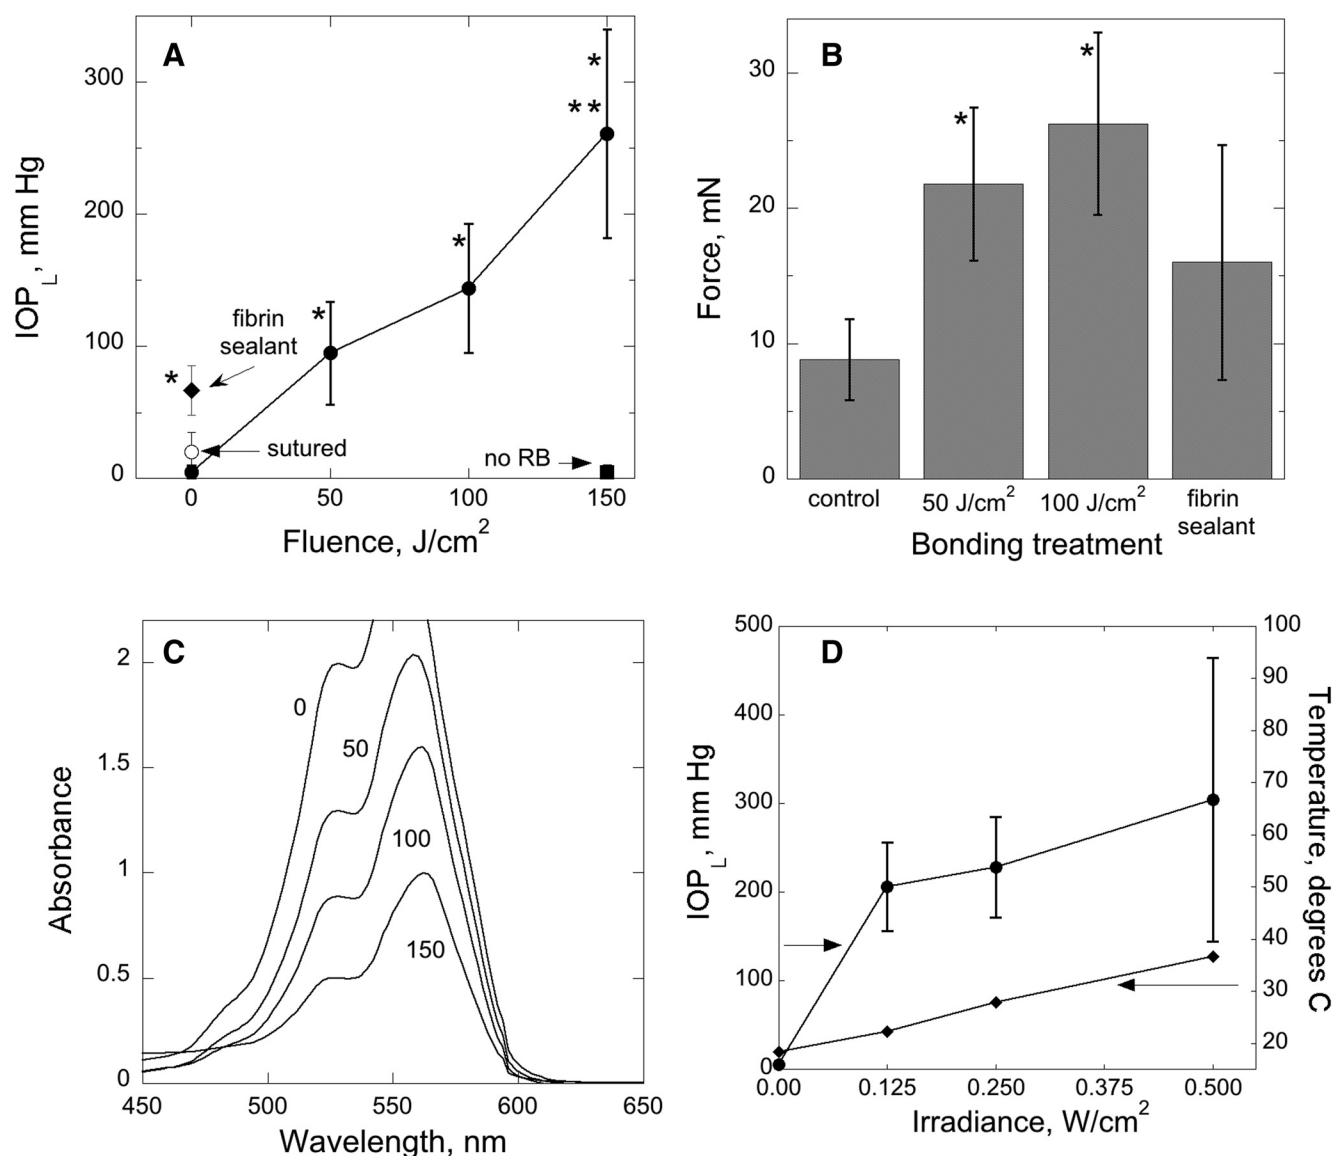 A
300
200
100
0
IOPL, mm Hg
*
**
*
*
*
fibrin
sealant
sutured
no RB
0 50 100 150
Fluence, J/cm2
B
30
20
10
0
Force, mN
*
*
control 50 J/cm2 100 J/cm2 fibrin
sealant
Bonding treatment
C
2
1.5
1
0.5
0
Absorbance
0
50
100
150
450 500 550 600 650
Wavelength, nm
D
500
400
300
200
100
0
IOPL, mm Hg
100
90
80
70
60
50
40
30
20
Temperature, degrees C
0.00 0.125 0.250 0.375 0.500
Irradiance, W/cm2